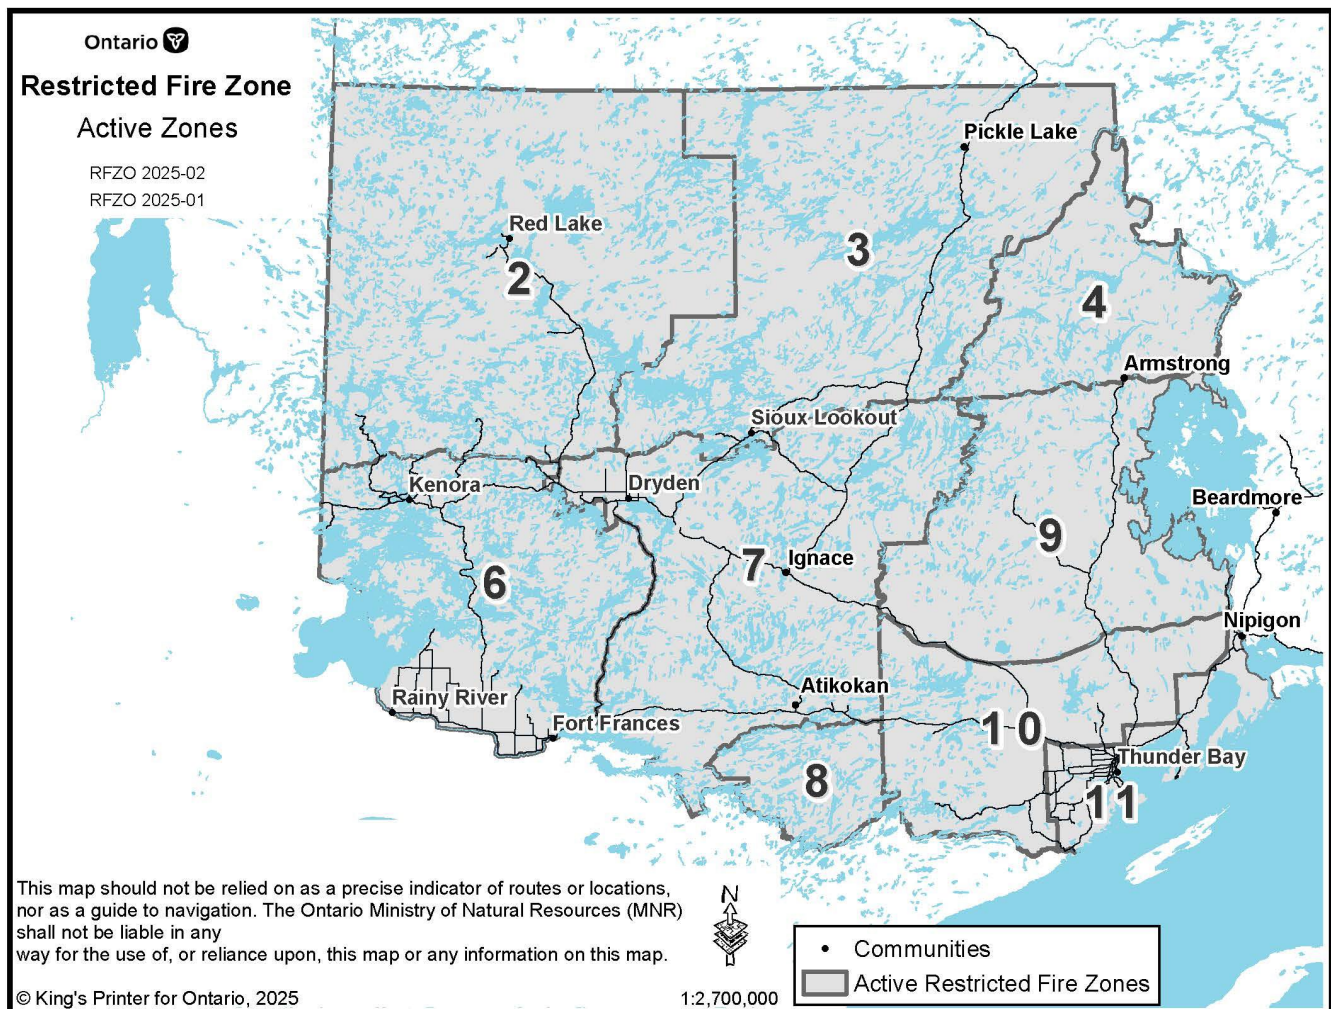 Ontario
Restricted Fire Zone
Active Zones
RFZO 2025-02
RFZO 2025-01
Pickle Lake
Red Lake
3
2
4
Armstrong
Sioux Lookout
Kenora
Dryden
Beardmore
9
7
Ignace
6
Nipigon
Atikokan
Rainy River
Fort Frances
10
Thunder Bay
8
11
This map should not be relied on as a precise indicator of routes or locations,
nor as a guide to navigation. The Ontario Ministry of Natural Resources (MNR)
shall not be liable in any
way for the use of, or reliance upon, this map or any information on this map.
N
Communities
Active Restricted Fire Zones
© King's Printer for Ontario, 2025
1:2,700,000